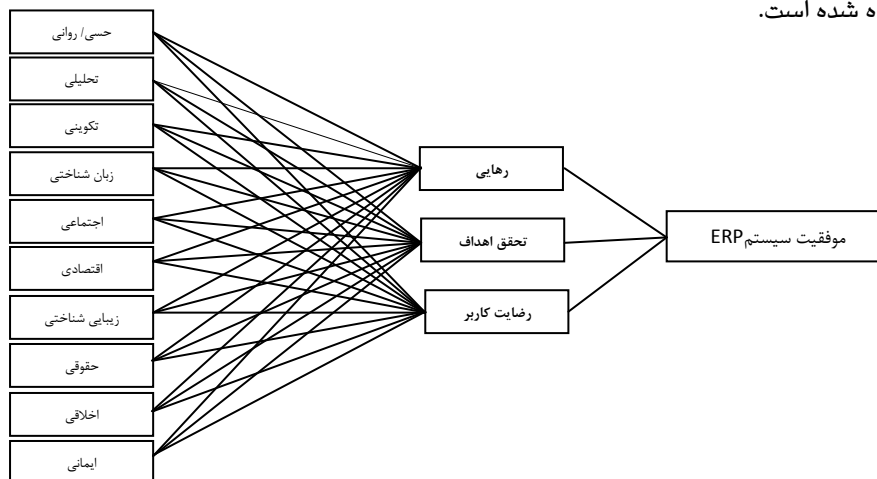 ه شده است.
حسی/ روانی
تحلیلی
تکوینی
زبان شناختی
اجتماعی
اقتصادی
زیبایی شناختی
حقوقی
اخلاقی
ایمانی
رهایی
تحقق اهداف
رضایت کاربر
موفقیت سیستمERP